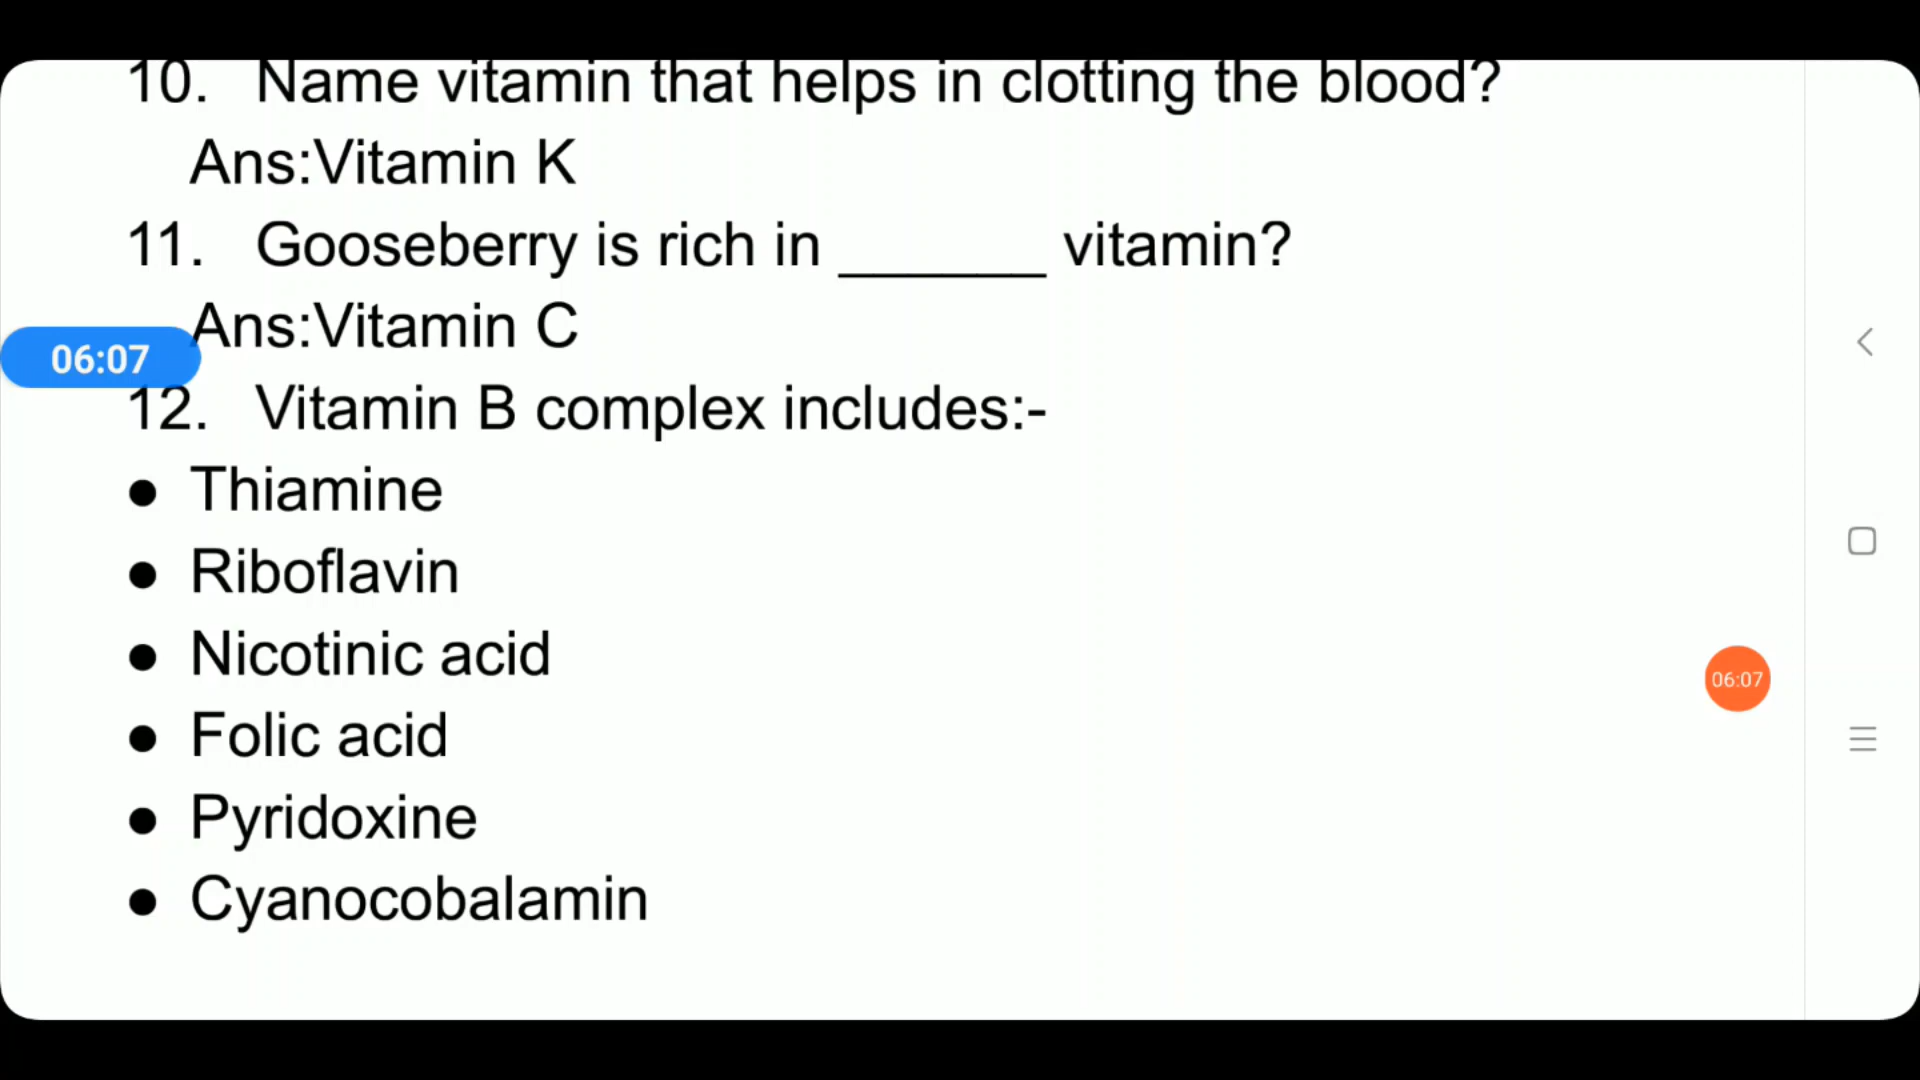 10. Name vitamin that helps in clotting the blood?
Ans:Vitamin K
11. Gooseberry is rich in ______ vitamin?
Ans:Vitamin C
06:07
12. Vitamin B complex includes:-
● Thiamine
● Riboflavin
● Nicotinic acid
06:07
● Folic acid
● Pyridoxine
● Cyanocobalamin